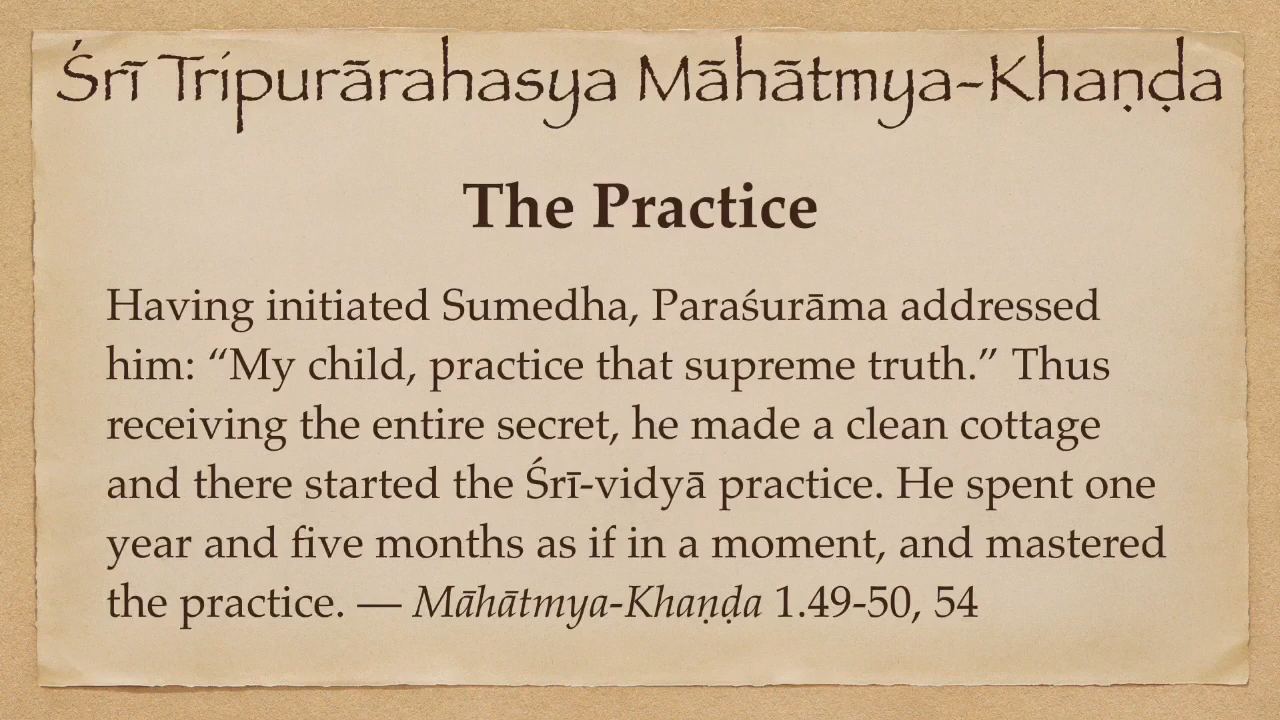 Śrī Tripurārahasya Māhātmya-Khaṇḍa
The Practice
Having initiated Sumedha, Paraśurāma addressed
him: “My child, practice that supreme truth.” Thus
receiving the entire secret, he made a clean cottage
and there started the Śrī-vidyā practice. He spent one
year and five months as if in a moment, and mastered
the practice. — Māhātmya-Khaṇḍa 1.49-50, 54